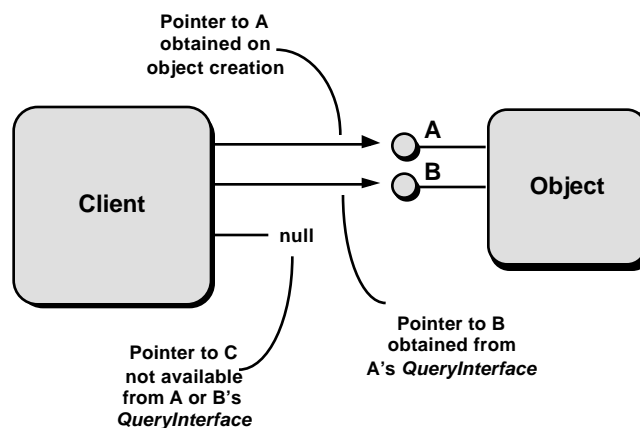 Pointer to A
obtained on
object creation
A
B
Client
Object
null
Pointer to B
obtained from
A's QueryInterface
Pointer to C
not available
from A or B's
QueryInterface